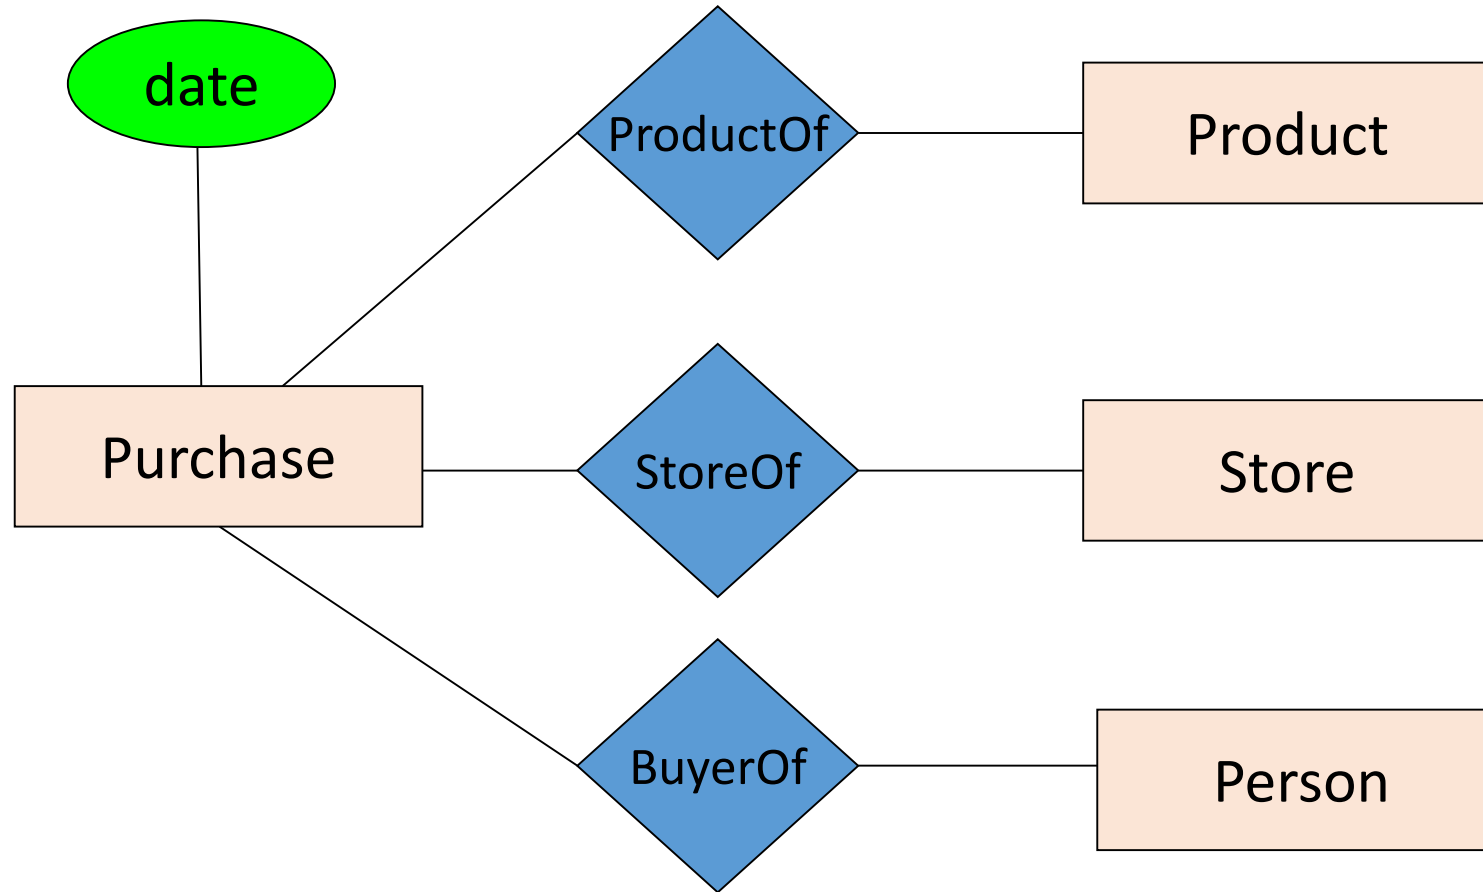 date
ProductOf
Product
Purchase
StoreOf
Store
BuyerOf
Person